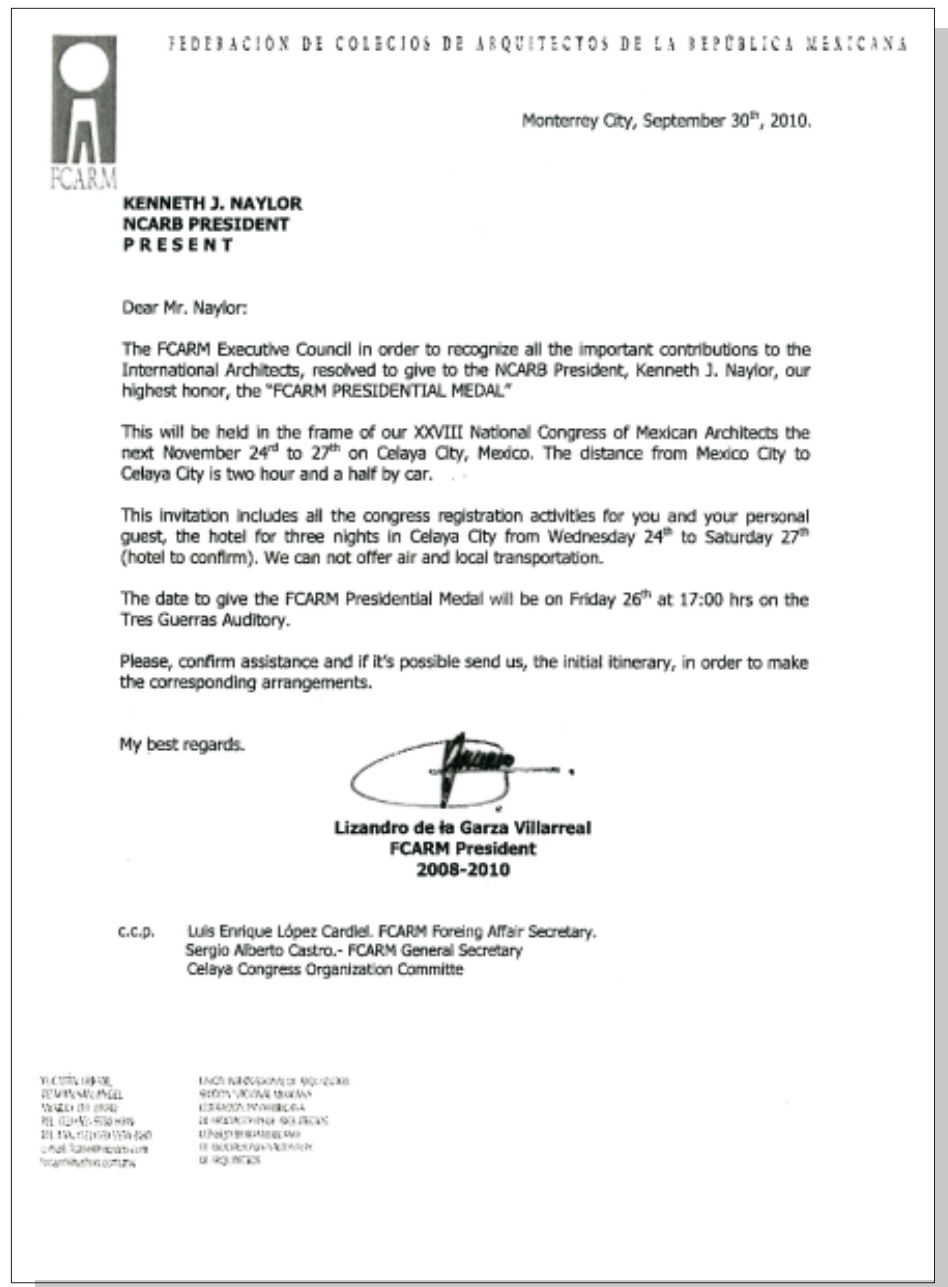 FEDERACIÓN DE COLEGIOS DE ARQUITECTOS DE LA REPÚBLICA MEXICANA
FCARM
Monterrey City, September 30th, 2010.
KENNETH J. NAYLOR
NCARB PRESIDENT
P R E S E N T
Dear Mr. Naylor:
The FCARM Executive Council in order to recognize all the important contributions to the
International Architects, resolved to give to the NCARB President, Kenneth J. Naylor, our
highest honor, the "FCARM PRESIDENTIAL MEDAL"
This will be held in the frame of our XXVIII National Congress of Mexican Architects the
next November 24rd to 27th on Celaya City, Mexico. The distance from Mexico City to
Celaya City is two hour and a half by car.
This invitation includes all the congress registration activities for you and your personal
guest, the hotel for three nights in Celaya City from Wednesday 24th to Saturday 27th
(hotel to confirm). We can not offer air and local transportation.
The date to give the FCARM Presidential Medal will be on Friday 26th at 17:00 hrs on the
Tres Guerras Auditory.
Please, confirm assistance and if it's possible send us, the initial itinerary, in order to make
the corresponding arrangements.
My best regards.
Lizandro de la Garza Villarreal
FCARM President
2008-2010
c.c.p. Luis Enrique López Cardiel. FCARM Foreing Affair Secretary.
Sergio Alberto Castro.- FCARM General Secretary
Celaya Congress Organization Committe